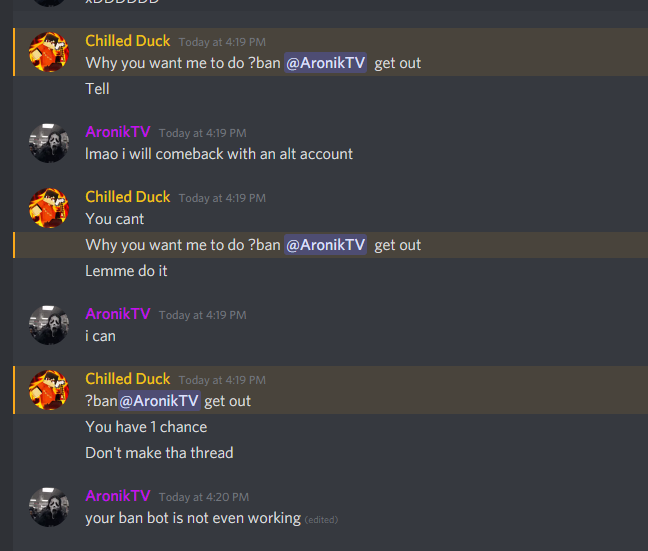 xDDDDDD
Chilled Duck Today at 4:19 PM
Why you want me to do ?ban @AronikTV get out
Tell
AronikTV Today at 4:19 PM
lmao i will comeback with an alt account
Chilled Duck Today at 4:19 PM
You cant
Why you want me to do ?ban @AronikTV get out
Lemme do it
AronikTV Today at 4:19 PM
i can
Chilled Duck Today at 4:19 PM
?ban@AronikTV get out
You have 1 chance
Don't make tha thread
AronikTV Today at 4:20 PM
your ban bot is not even working (edited)